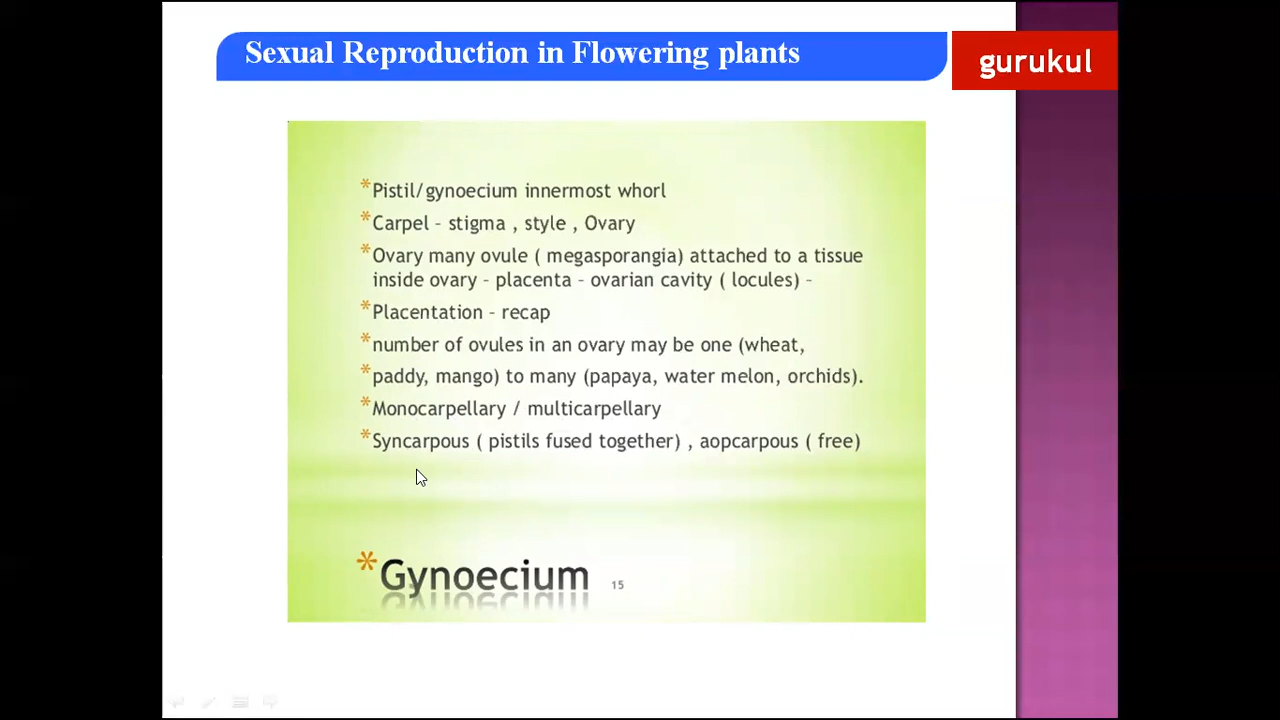 Sexual Reproduction in Flowering plants
gurukul
*Pistil/gynoecium innermost whorl
*Carpel – stigma , style , Ovary
*Ovary many ovule ( megasporangia) attached to a tissue
inside ovary – placenta – ovarian cavity ( locules) –
*Placentation – recap
*number of ovules in an ovary may be one (wheat,
*paddy, mango) to many (papaya, water melon, orchids).
*Monocarpellary / multicarpellary
*Syncarpous ( pistils fused together) , aopcarpous ( free)
*Gynoecium 15